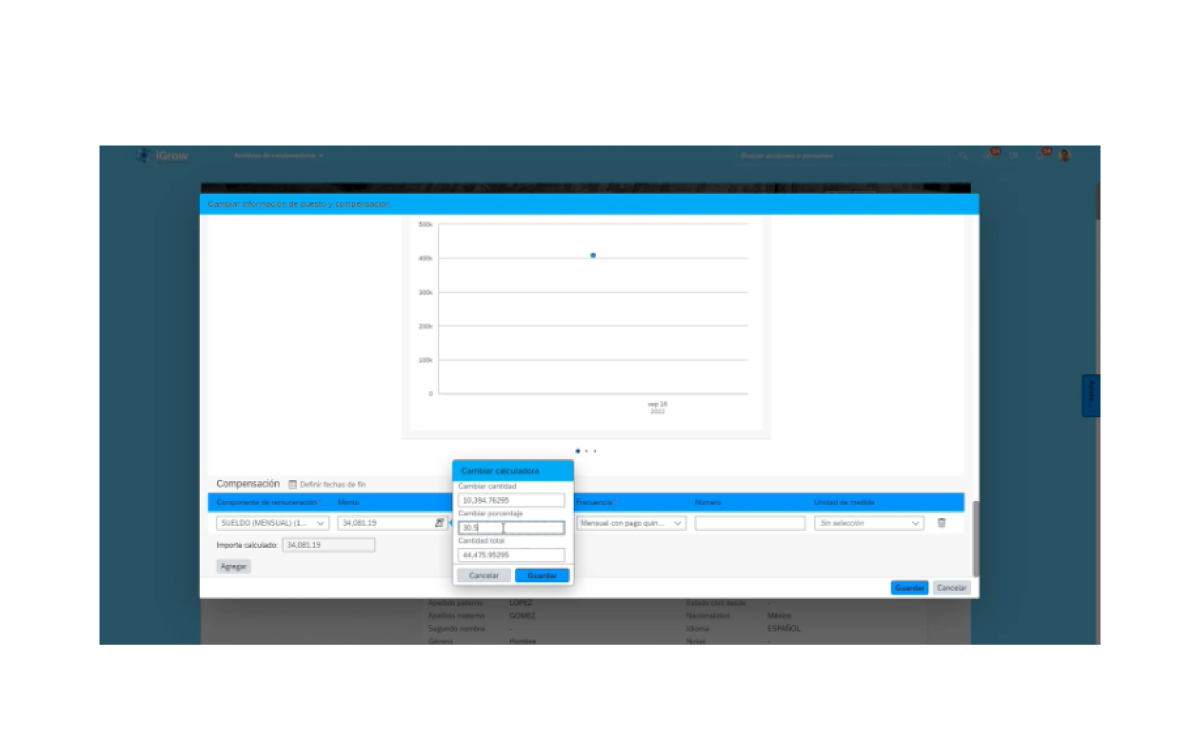 iGrow
Buscar acciones o personas
54
54
Cambiar información de puesto y compensación
500k
400k
300k
200k
100k
0
sep 16
2022
Compensación Definir fechas de fin
Componente de remuneración Monto Frecuencia Número Unidad de medida
SUELDO (MENSUAL) (1... 34,081.19 Mensual con pago quin... Sin selección
Importe calculado: 34,081.19
Agregar
Cambiar calculadora
Cambiar cantidad
10,394.76295
Cambiar porcentaje
30.5
Cantidad total
44,475.95295
Cancelar Guardar
Guardar Cancelar
Apellido paterno LOPEZ Estado civil desde -
Apellido materno GOMEZ Nacionalidad México
Segundo nombre - Idioma ESPAÑOL
Género Hombre Notas -